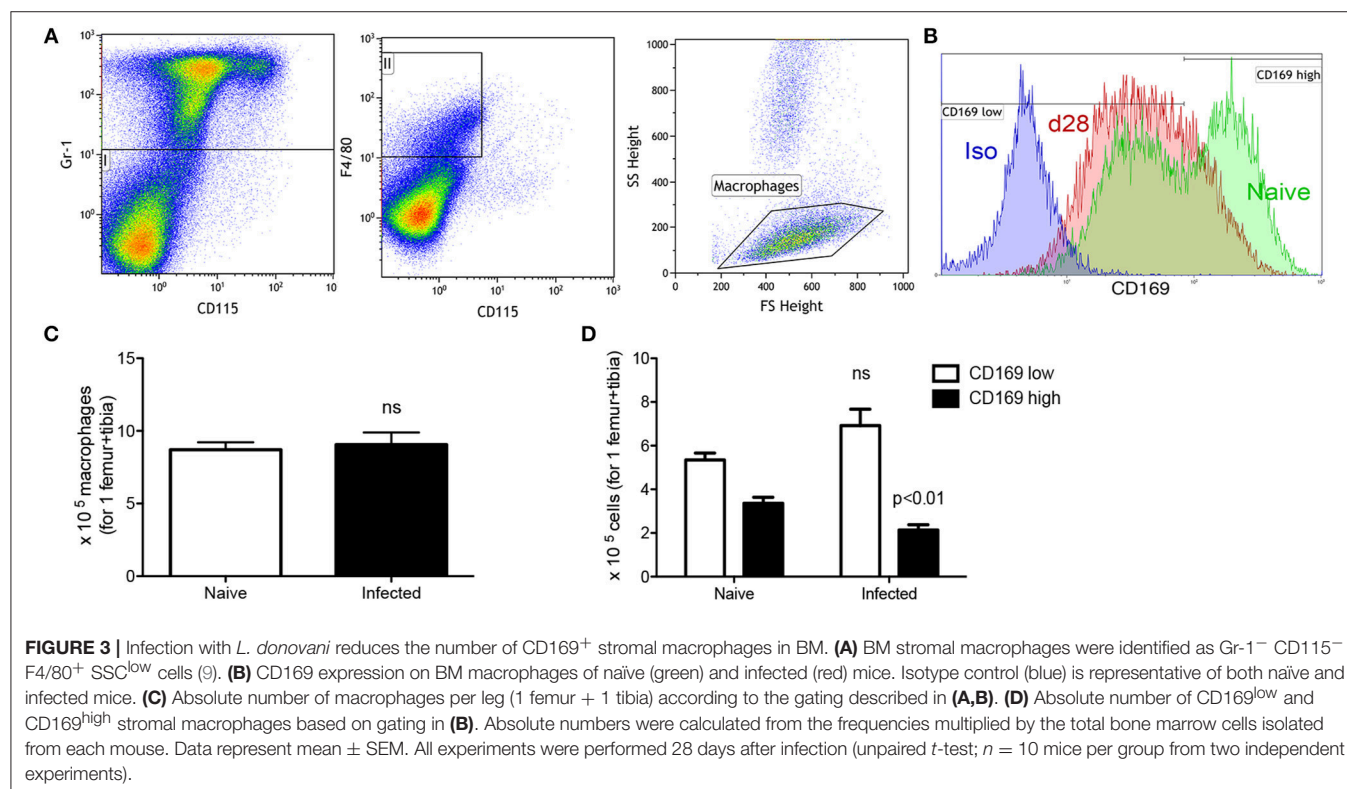 A
10³
10²
10¹
10⁰
Gr-1
I
10⁰ 10¹ 10² 10
CD115
10³
10²
10¹
10⁰
F4/80
II
10⁰ 10¹ 10² 10³
CD115
1000
800
600
400
200
0
SS Height
Macrophages
0 200 400 600 800 1000
FS Height
B
CD169 high
CD169 low
d28
Iso
Naive
CD169
C
15
10
5
0
x 10⁵ macrophages
(for 1 femur+tibia)
ns
Naive Infected
D
10
8
6
4
2
0
x 10⁵ cells (for 1 femur+tibia)
ns
p<0.01
CD169 low
CD169 high
Naive Infected
FIGURE 3 | Infection with L. donovani reduces the number of CD169⁺ stromal macrophages in BM. (A) BM stromal macrophages were identified as Gr-1⁻ CD115⁻
F4/80⁺ SSCˡᵒʷ cells (9). (B) CD169 expression on BM macrophages of naïve (green) and infected (red) mice. Isotype control (blue) is representative of both naïve and
infected mice. (C) Absolute number of macrophages per leg (1 femur + 1 tibia) according to the gating described in (A,B). (D) Absolute number of CD169ˡᵒʷ and
CD169ʰⁱᵍʰ stromal macrophages based on gating in (B). Absolute numbers were calculated from the frequencies multiplied by the total bone marrow cells isolated
from each mouse. Data represent mean ± SEM. All experiments were performed 28 days after infection (unpaired t-test; n = 10 mice per group from two independent
experiments).